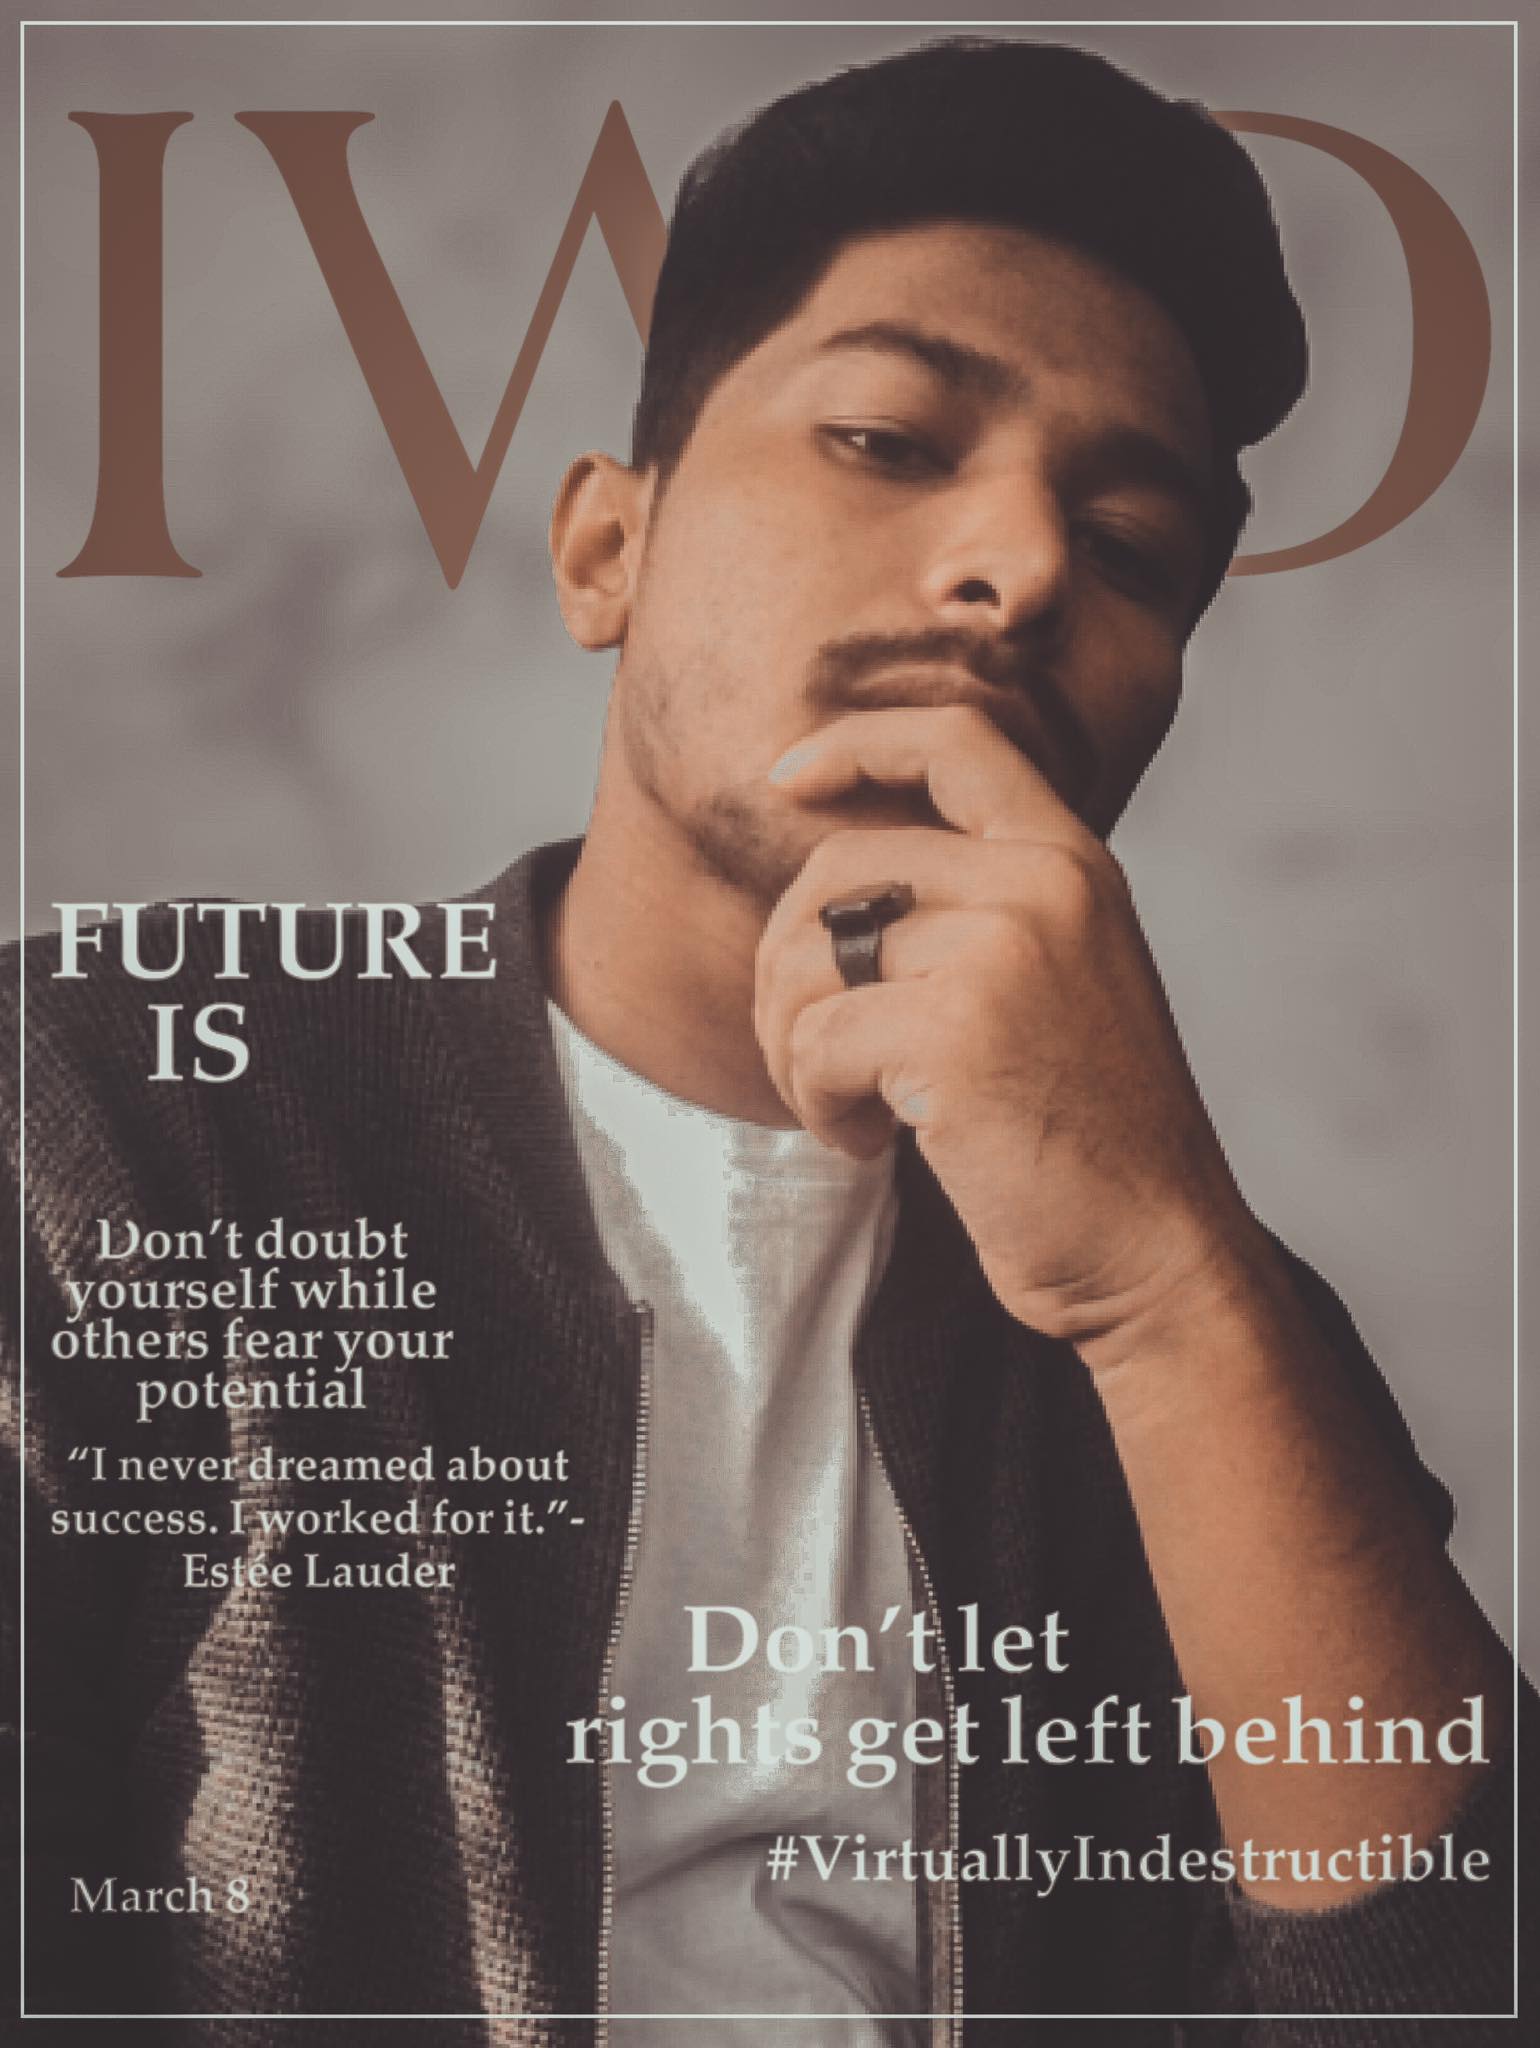 IWD
FUTURE
IS
Don’t doubt
yourself while
others fear your
potential
“I never dreamed about
success. I worked for it.”-
Estée Lauder
Don’t let
rights get left behind
#VirtuallyIndestructible
March 8